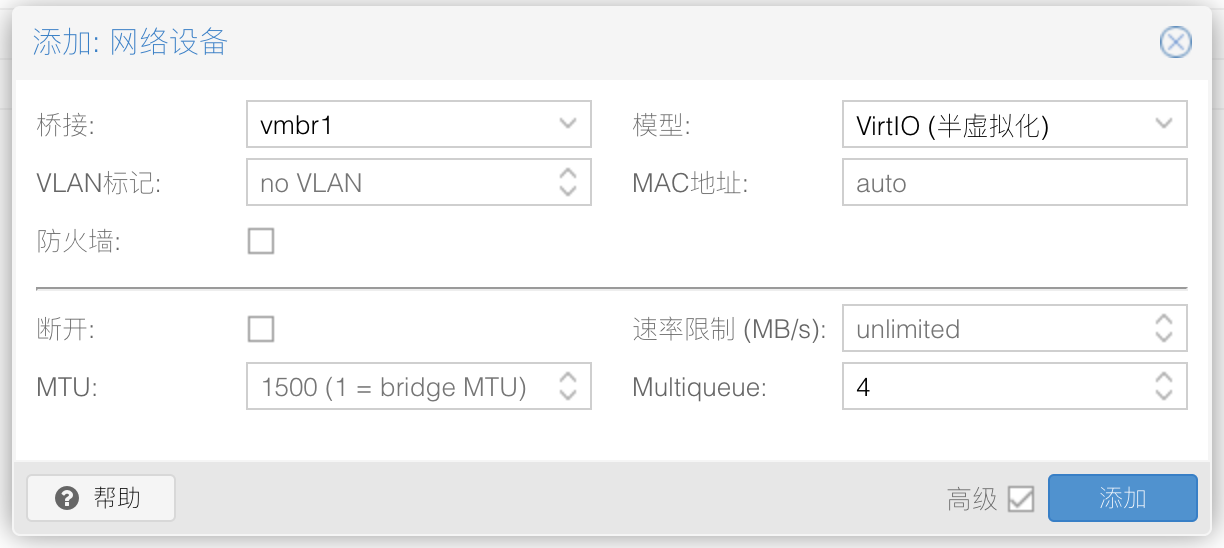 添加: 网络设备
桥接: vmbr1 模型: VirtIO (半虚拟化)
VLAN标记: no VLAN MAC地址: auto
防火墙:
断开: 速率限制 (MB/s): unlimited
MTU: 1500 (1 = bridge MTU) Multiqueue: 4
帮助 高级 添加